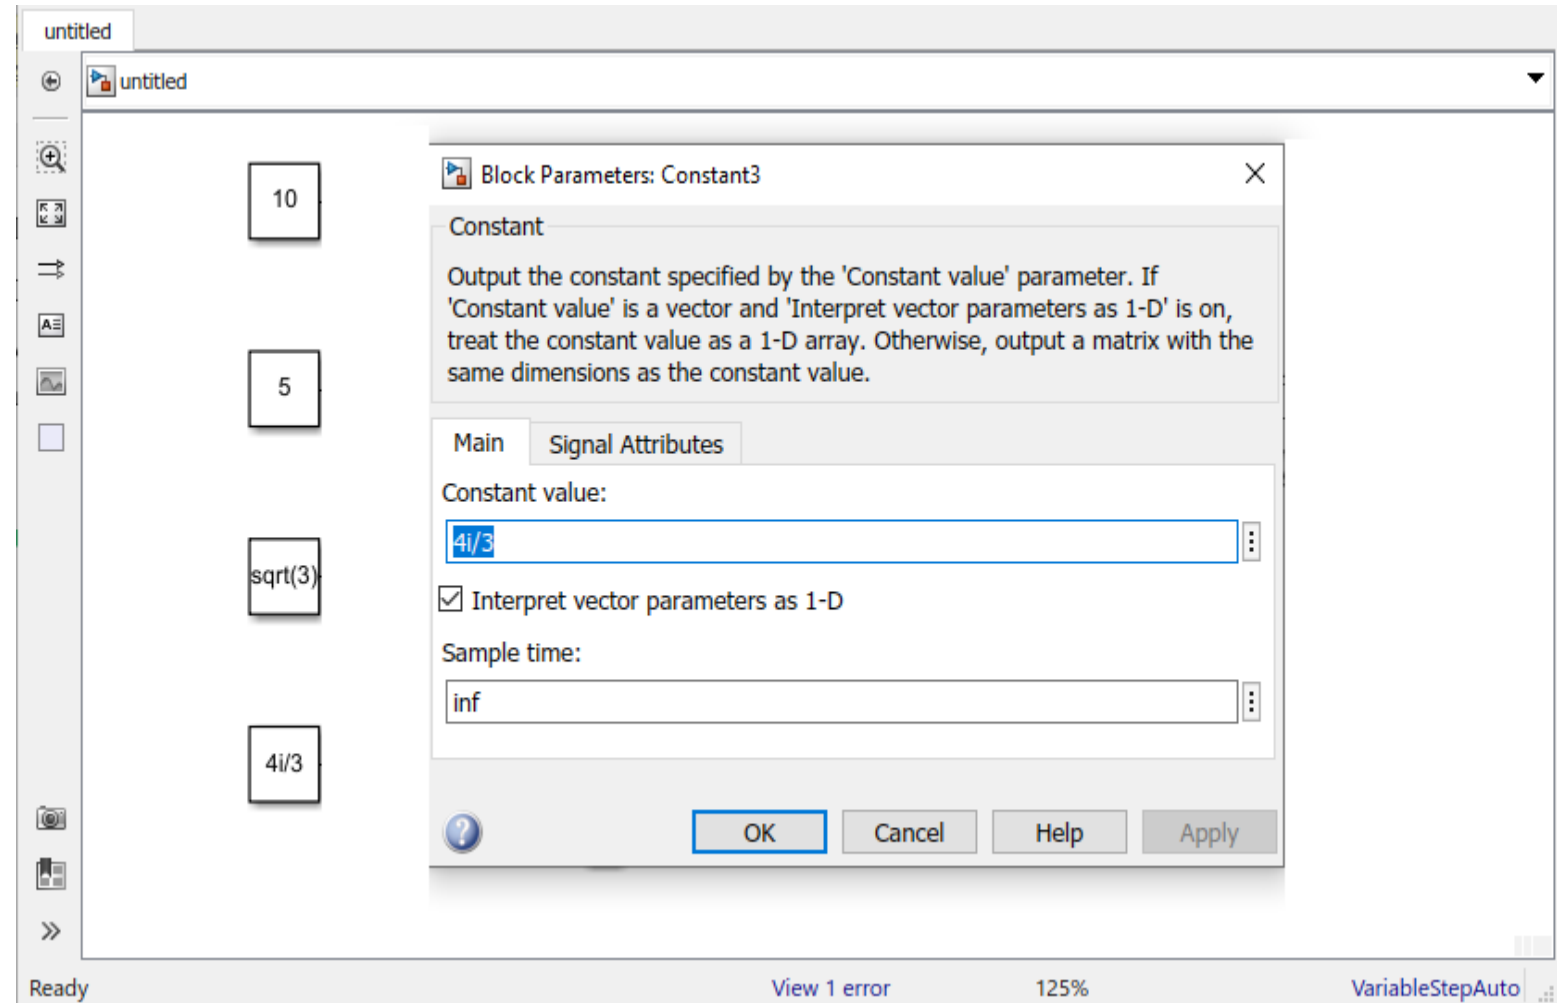 untitled
untitled
10
5
sqrt(3)
4i/3
Block Parameters: Constant3
Constant
Output the constant specified by the 'Constant value' parameter. If
'Constant value' is a vector and 'Interpret vector parameters as 1-D' is on,
treat the constant value as a 1-D array. Otherwise, output a matrix with the
same dimensions as the constant value.
Main Signal Attributes
Constant value:
4i/3
Interpret vector parameters as 1-D
Sample time:
inf
OK Cancel Help Apply
Ready View 1 error 125% VariableStepAuto